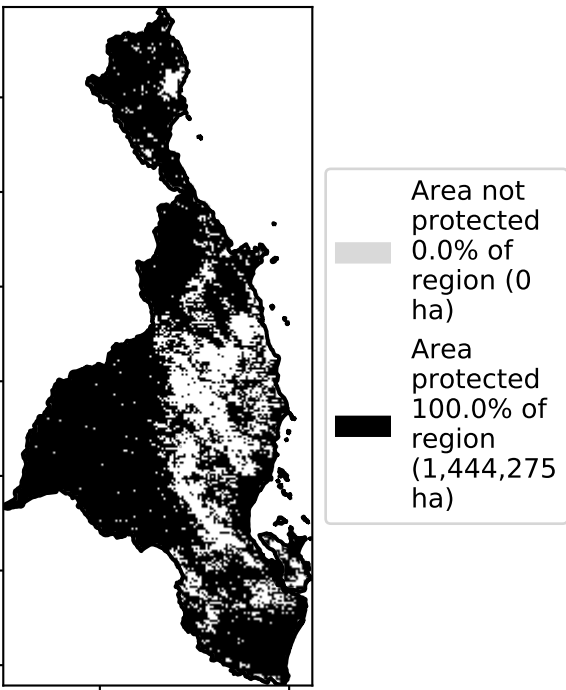 Area not
protected
0.0% of
region (0
ha)
Area
protected
100.0% of
region
(1,444,275
ha)